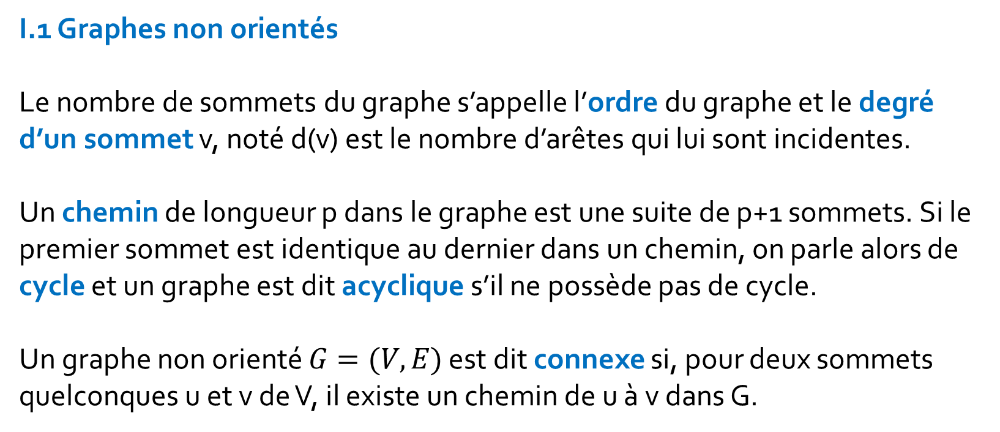 I.1 Graphes non orientés
Le nombre de sommets du graphe s’appelle l’ordre du graphe et le degré
d’un sommet v, noté d(v) est le nombre d’arêtes qui lui sont incidentes.
Un chemin de longueur p dans le graphe est une suite de p+1 sommets. Si le
premier sommet est identique au dernier dans un chemin, on parle alors de
cycle et un graphe est dit acyclique s’il ne possède pas de cycle.
Un graphe non orienté G = (V, E) est dit connexe si, pour deux sommets
quelconques u et v de V, il existe un chemin de u à v dans G.